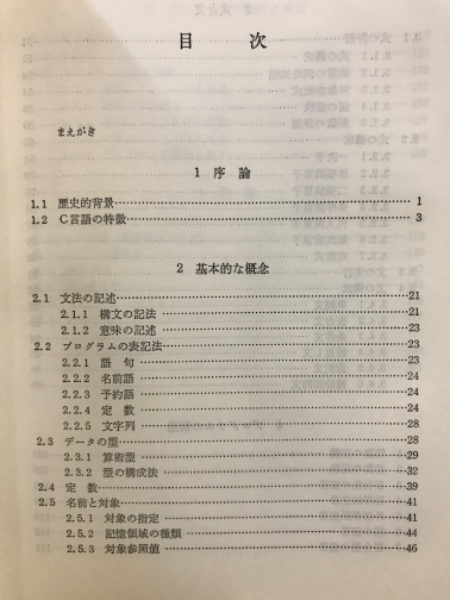 目 次
まえがき
1 序 論
1.1 歴史的背景……1
1.2 C言語の特徴……3
2 基本的な概念
2.1 文法の記述……21
2.1.1 構文の記法……21
2.1.2 意味の記述……23
2.2 プログラムの表記法……23
2.2.1 語 句……23
2.2.2 名前語……24
2.2.3 予約語……24
2.2.4 定 数……24
2.2.5 文字列……28
2.3 データの型……28
2.3.1 算術型……29
2.3.2 型の構成法……32
2.4 定 数……39
2.5 名前と対象……41
2.5.1 対象の指定……41
2.5.2 記憶領域の種類……44
2.5.3 対象参照値……46